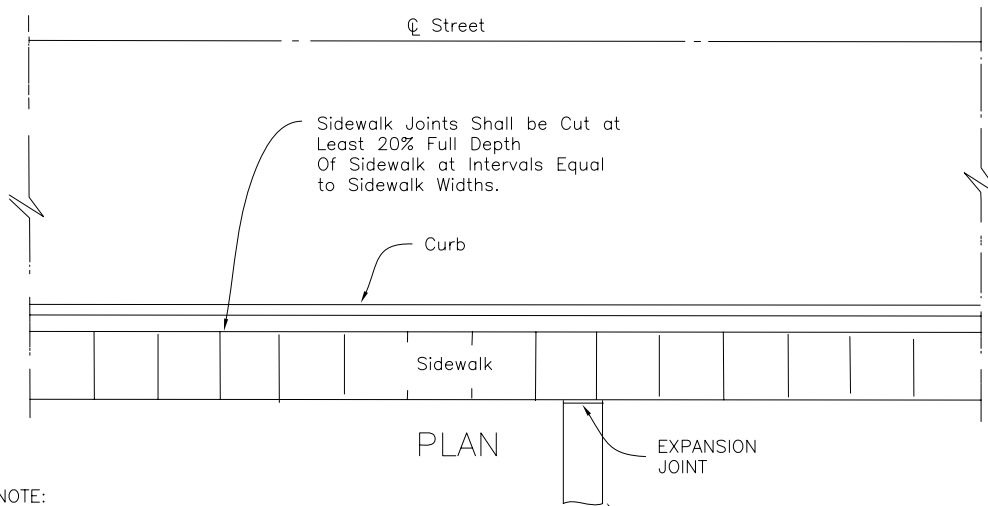 ℄ Street
Sidewalk Joints Shall be Cut at
Least 20% Full Depth
Of Sidewalk at Intervals Equal
to Sidewalk Widths.
Curb
Sidewalk
PLAN
EXPANSION
JOINT
NOTE: